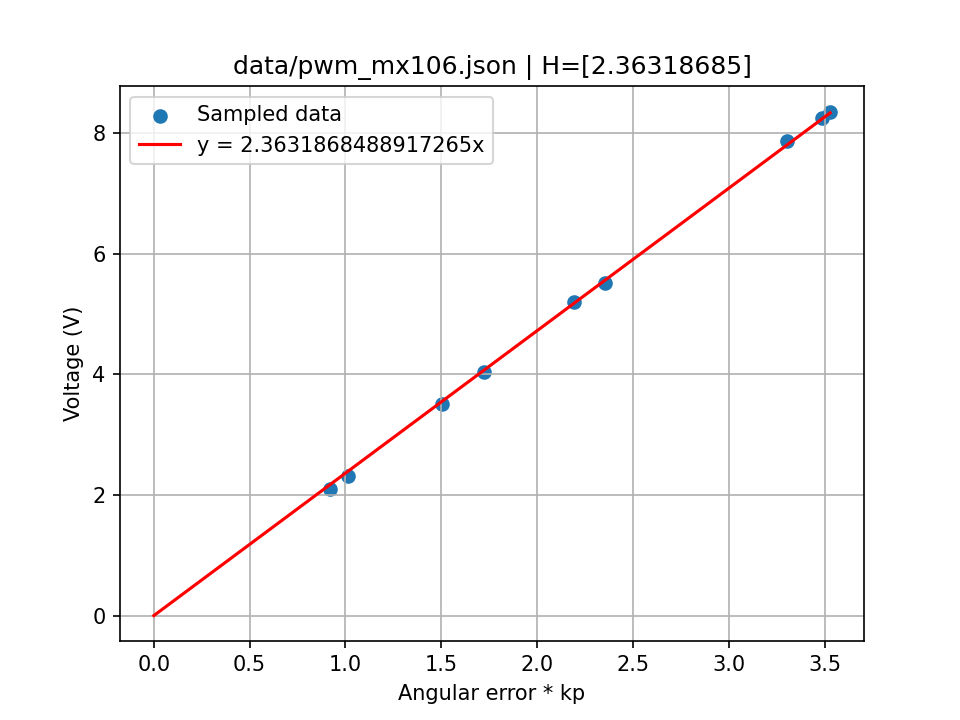 data/pwm_mx106.json | H=[2.36318685]
Sampled data
y = 2.3631868488917265x
8
6
4
2
0
Voltage (V)
0.0 0.5 1.0 1.5 2.0 2.5 3.0 3.5
Angular error * kp